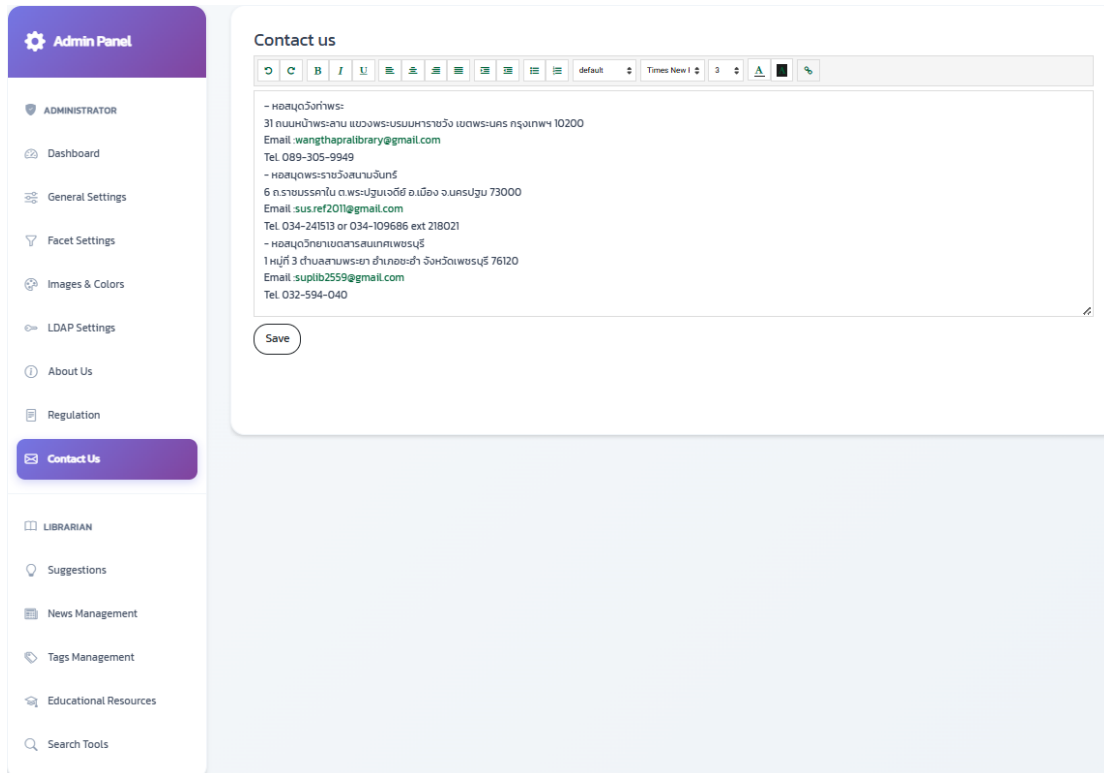 Admin Panel
ADMINISTRATOR
Dashboard
General Settings
Facet Settings
Images & Colors
LDAP Settings
About Us
Regulation
Contact Us
LIBRARIAN
Suggestions
News Management
Tags Management
Educational Resources
Search Tools
Contact us
B I U default Times New 3 A A
- หอสมุดวังท่าพระ
31 ถนนหน้าพระลาน แขวงพระบรมมหาราชวัง เขตพระนคร กรุงเทพฯ 10200
Email :wangthapralibrary@gmail.com
Tel. 089-305-9949
- หอสมุดพระราชวังสนามจันทร์
6 ถ.ราชมรรคาใน ต.พระปฐมเจดีย์ อ.เมือง จ.นครปฐม 73000
Email :sus.ref2011@gmail.com
Tel. 034-241513 or 034-109686 ext 218021
- หอสมุดวิทยาเขตสารสนเทศเพชรบุรี
1 หมู่ที่ 3 ตำบลสามพระยา อำเภอชะอำ จังหวัดเพชรบุรี 76120
Email :suplib2559@gmail.com
Tel. 032-594-040
Save